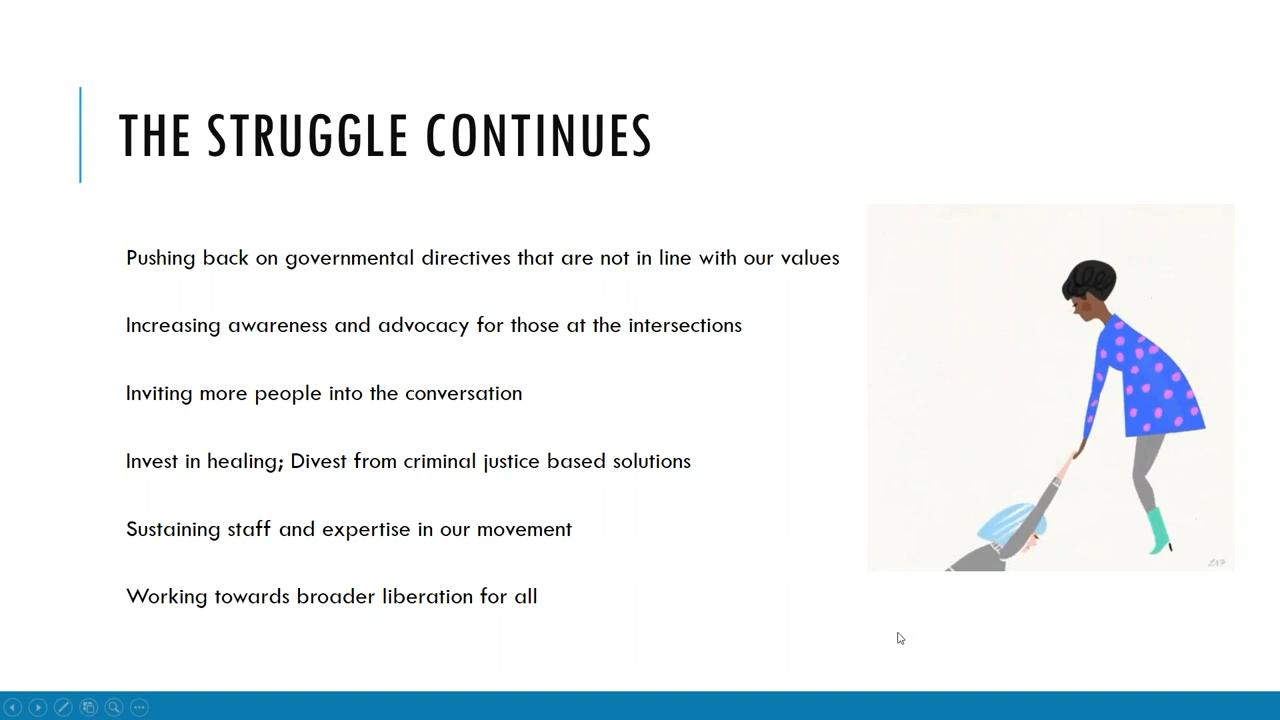 THE STRUGGLE CONTINUES
Pushing back on governmental directives that are not in line with our values
Increasing awareness and advocacy for those at the intersections
Inviting more people into the conversation
Invest in healing; Divest from criminal justice based solutions
Sustaining staff and expertise in our movement
Working towards broader liberation for all